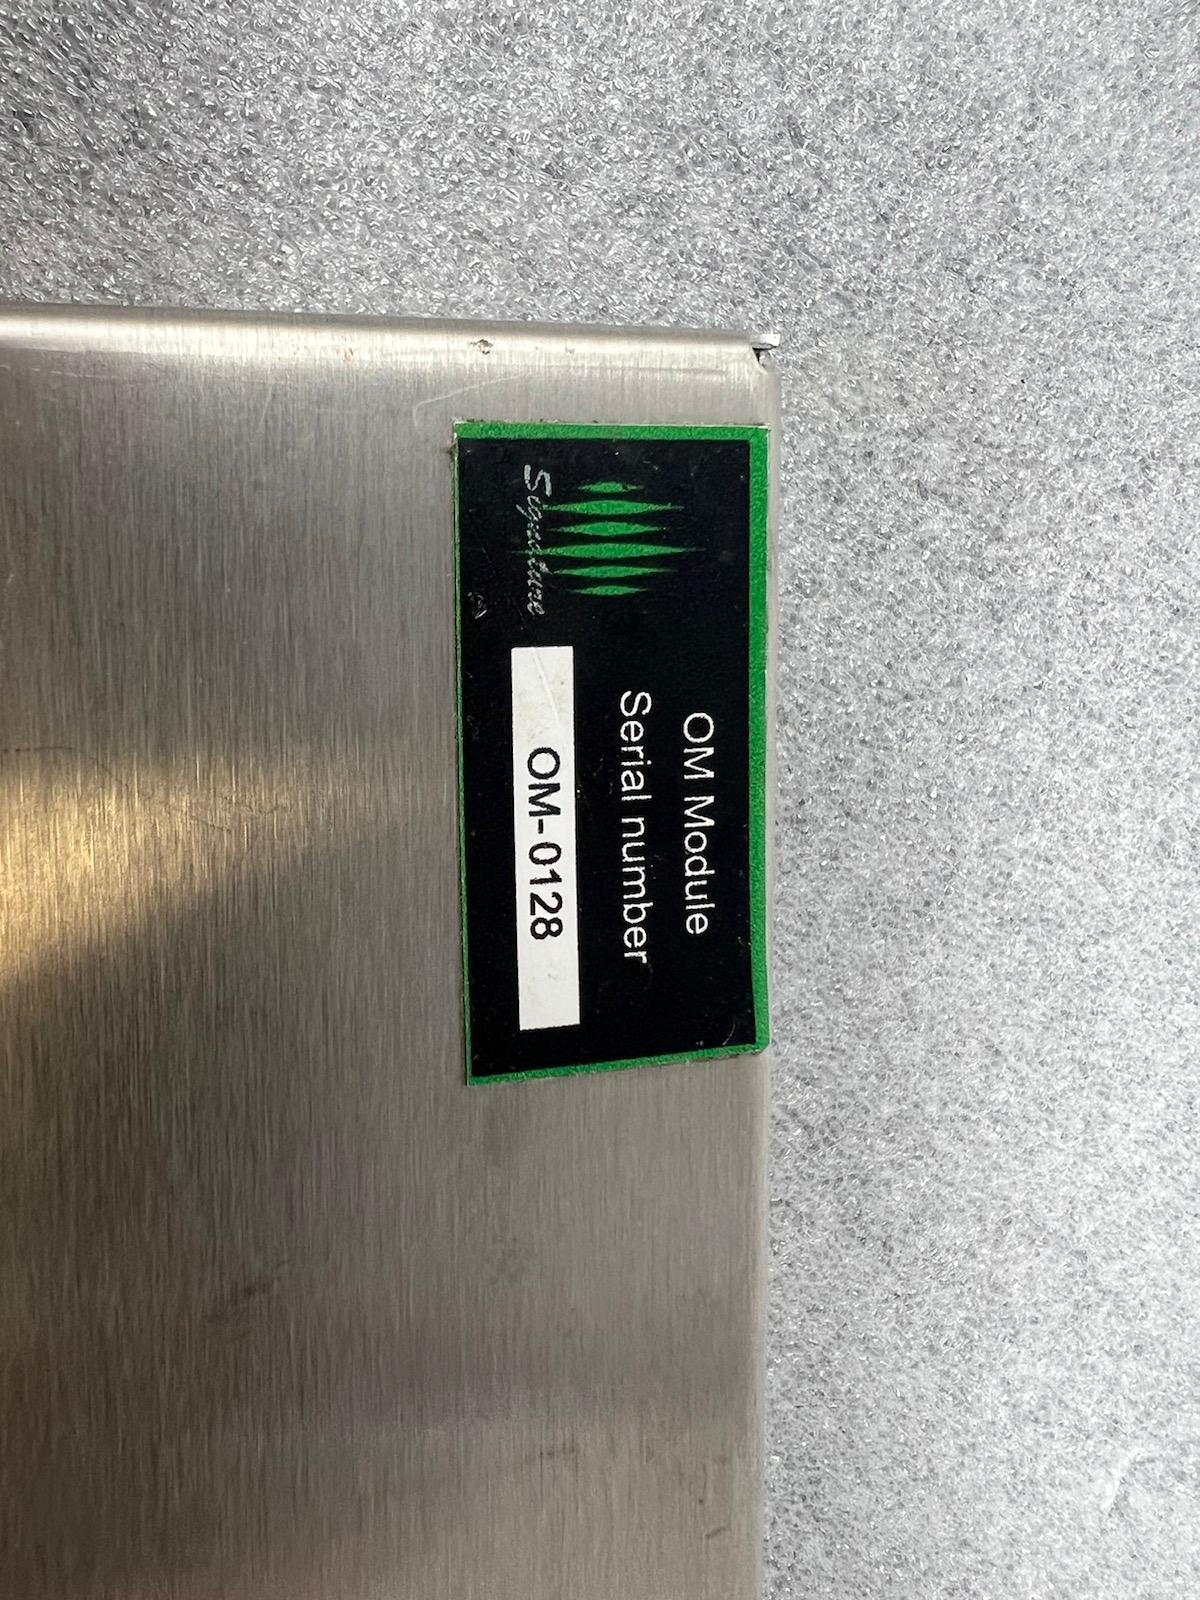 Signature
OM Module
Serial number
OM-0128